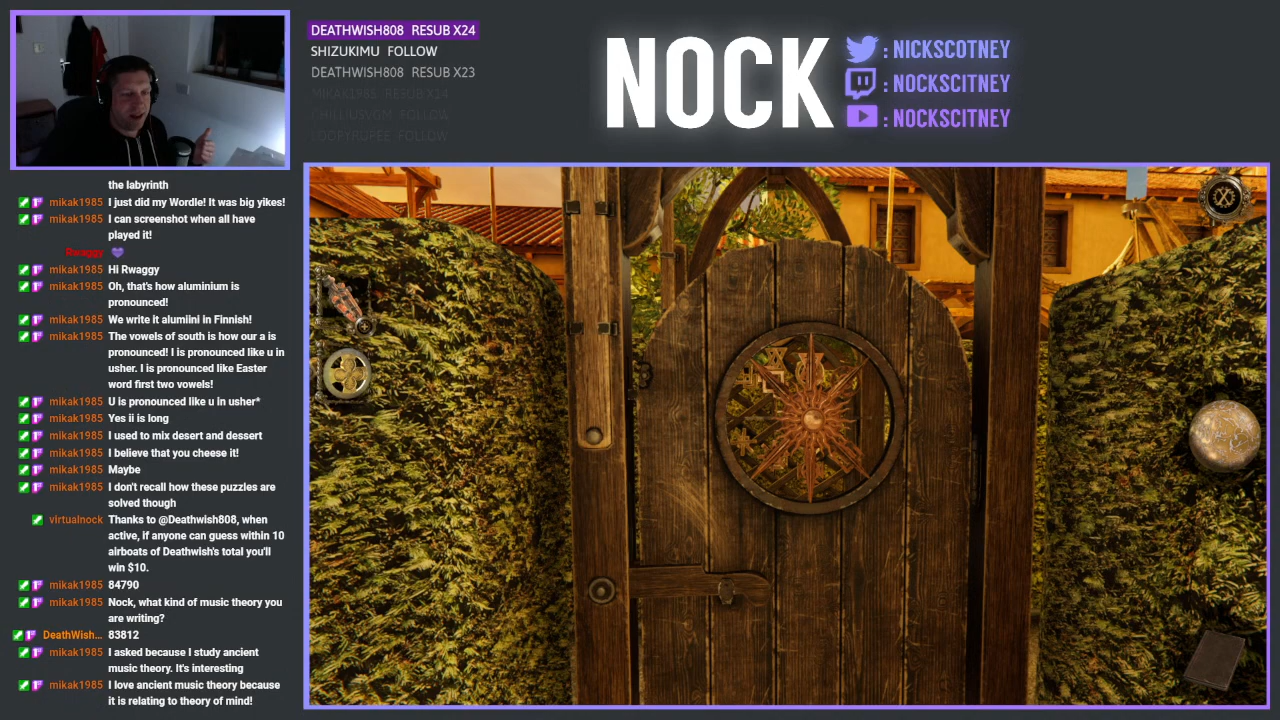 DEATHWISH808 RESUB X24
SHIZUKIMU FOLLOW
DEATHWISH808 RESUB X23
MIKAK1985 RESUB X14
CHILLIUSVGM FOLLOW
LOOPYPUPEE FOLLOW
NOCK
: NICKSCOTNEY
: NOCKSCITNEY
: NOCKSCITNEY
the labyrinth
mikak1985 I just did my Wordle! It was big yikes!
mikak1985 I can screenshot when all have
played it!
Rwaggy
mikak1985 Hi Rwaggy
mikak1985 Oh, that's how aluminium is
pronounced!
mikak1985 We write it alumiini in Finnish!
mikak1985 The vowels of south is how our a is
pronounced! I is pronounced like u in
usher. I is pronounced like Easter
word first two vowels!
mikak1985 U is pronounced like u in usher*
mikak1985 Yes ii is long
mikak1985 I used to mix desert and dessert
mikak1985 I believe that you cheese it!
mikak1985 Maybe
mikak1985 I don't recall how these puzzles are
solved though
virtualnock Thanks to @Deathwish808, when
active, if anyone can guess within 10
airboats of Deathwish's total you'll
win $10.
mikak1985 84790
mikak1985 Nock, what kind of music theory you
are writing?
DeathWish... 83812
mikak1985 I asked because I study ancient
music theory. It's interesting
mikak1985 I love ancient music theory because
it is relating to theory of mind!